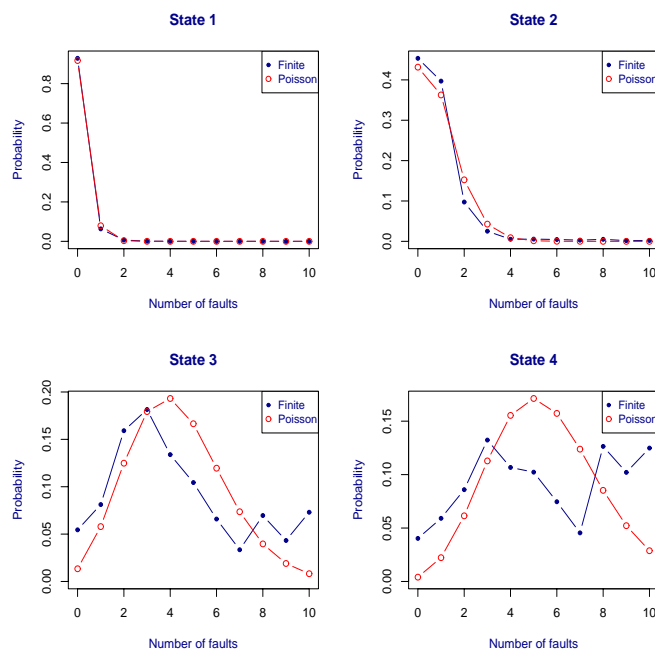 State 1
Finite
Poisson
Probability
0.0 0.2 0.4 0.6 0.8
0 2 4 6 8 10
Number of faults
State 2
Finite
Poisson
Probability
0.0 0.1 0.2 0.3 0.4
0 2 4 6 8 10
Number of faults
State 3
Finite
Poisson
Probability
0.00 0.05 0.10 0.15 0.20
0 2 4 6 8 10
Number of faults
State 4
Finite
Poisson
Probability
0.00 0.05 0.10 0.15
0 2 4 6 8 10
Number of faults